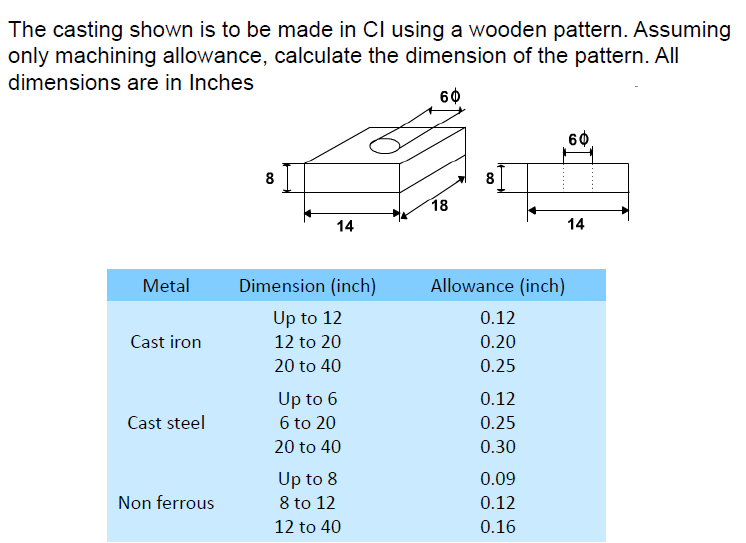 The casting shown is to be made in CI using a wooden pattern. Assuming
only machining allowance, calculate the dimension of the pattern. All
dimensions are in Inches
6ϕ
6ϕ
8
8
18
14
14
Metal Dimension (inch) Allowance (inch)
Up to 12 0.12
Cast iron 12 to 20 0.20
20 to 40 0.25
Up to 6 0.12
Cast steel 6 to 20 0.25
20 to 40 0.30
Up to 8 0.09
Non ferrous 8 to 12 0.12
12 to 40 0.16